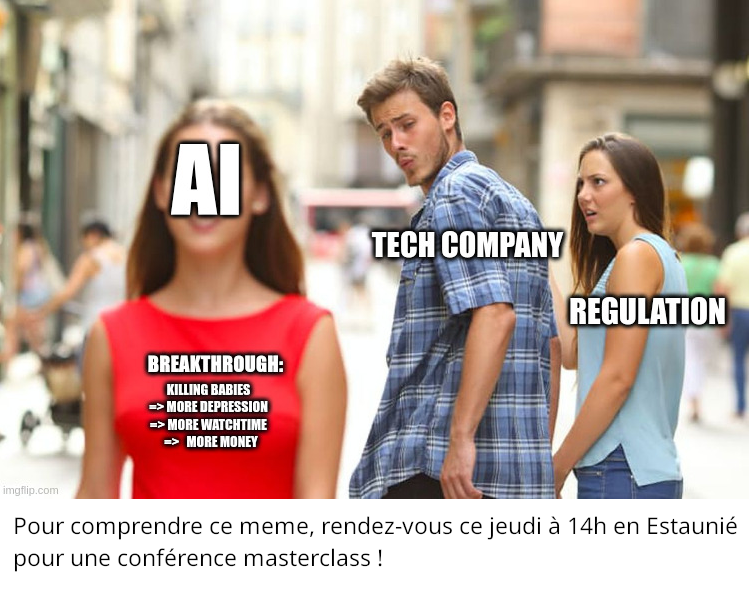 AI
TECH COMPANY
REGULATION
BREAKTHROUGH:
KILLING BABIES
=> MORE DEPRESSION
=> MORE WATCHTIME
=> MORE MONEY
imgflip.com
Pour comprendre ce meme, rendez-vous ce jeudi à 14h en Estaunié
pour une conférence masterclass !